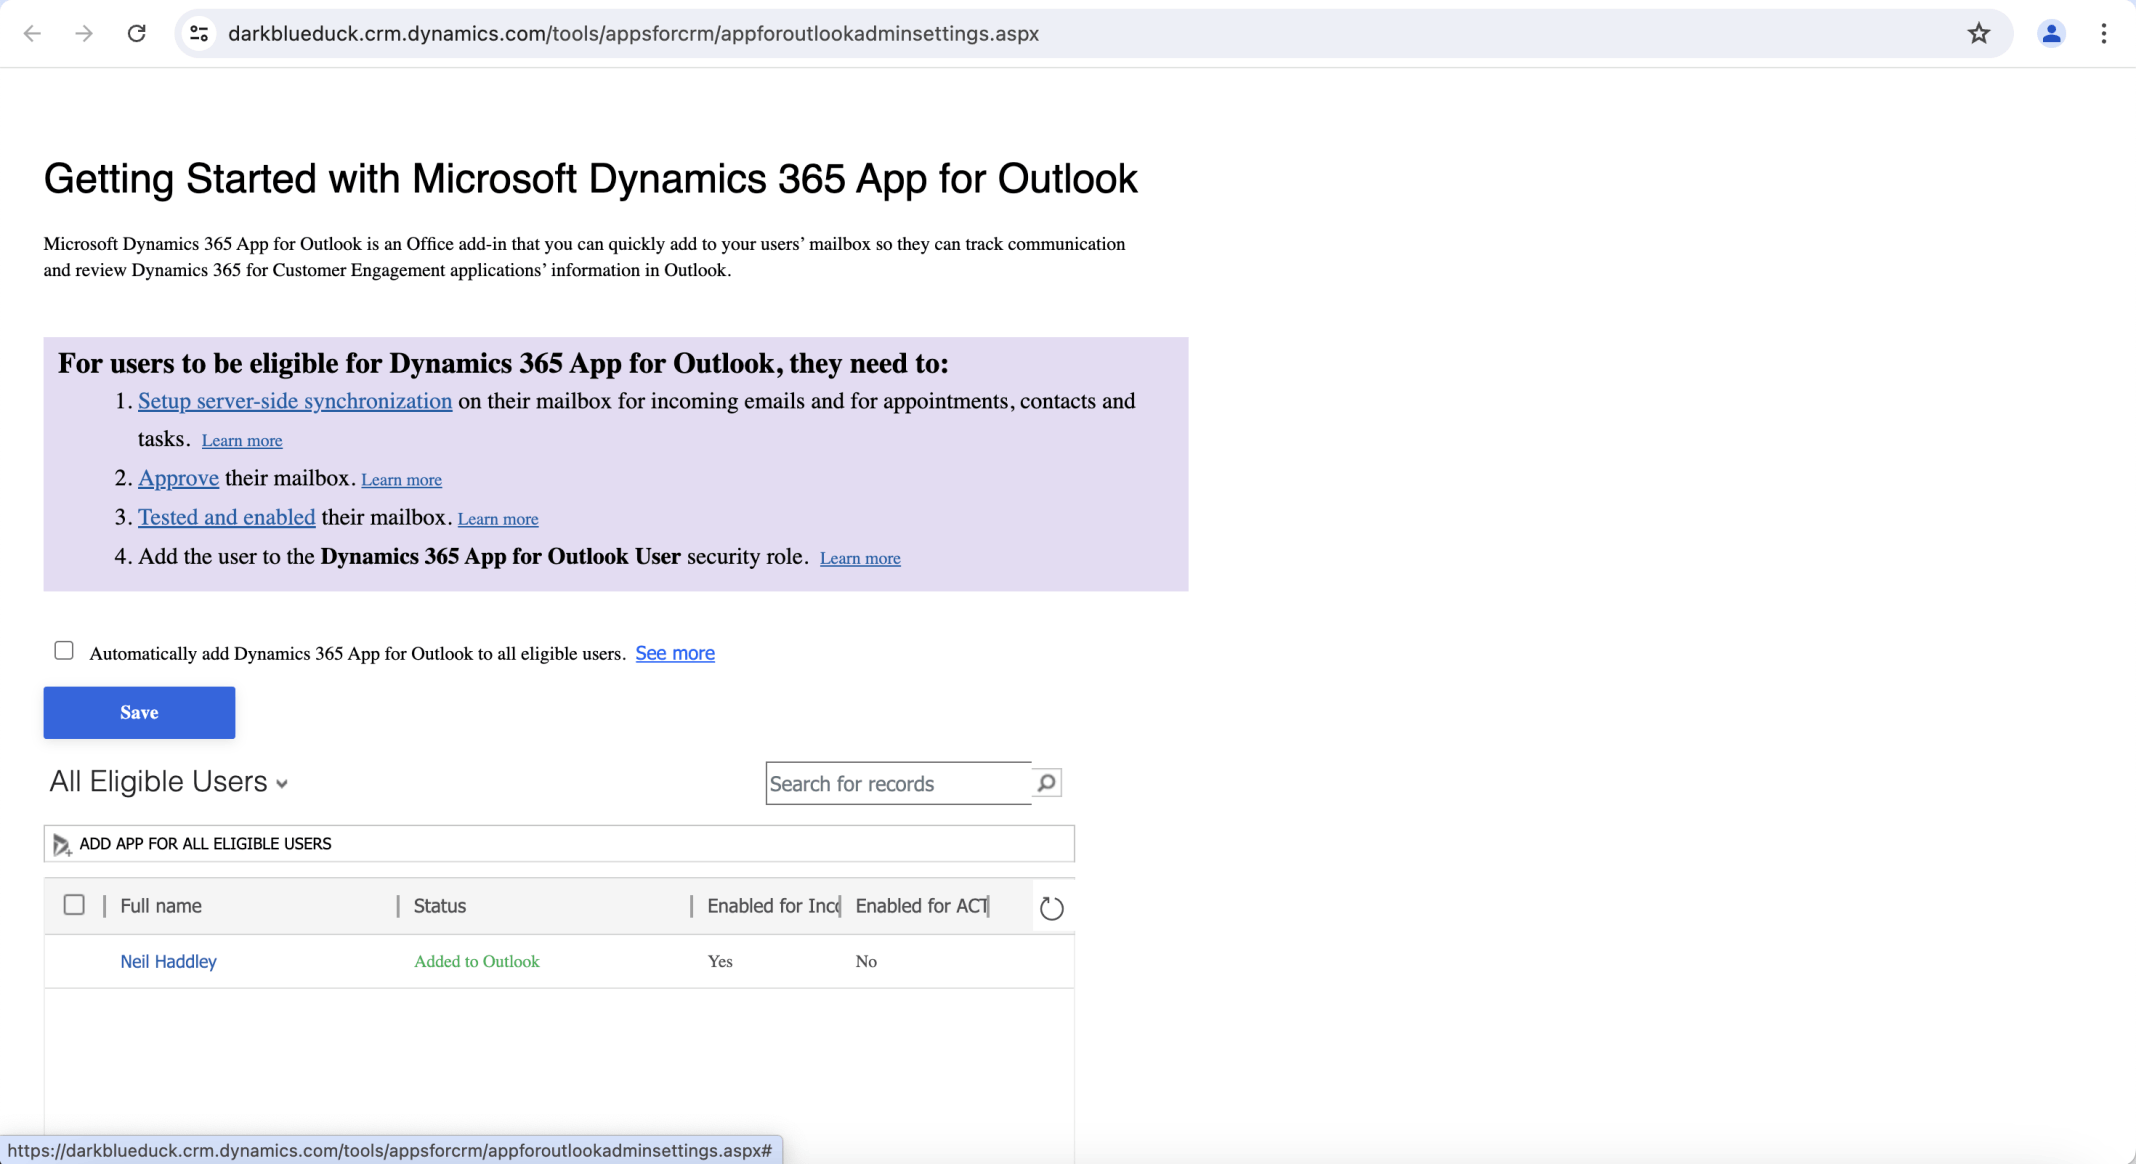 darkblueduck.crm.dynamics.com/tools/appsforcrm/appforoutlookadminsettings.aspx
Getting Started with Microsoft Dynamics 365 App for Outlook
Microsoft Dynamics 365 App for Outlook is an Office add-in that you can quickly add to your users’ mailbox so they can track communication
and review Dynamics 365 for Customer Engagement applications’ information in Outlook.
For users to be eligible for Dynamics 365 App for Outlook, they need to:
1. Setup server-side synchronization on their mailbox for incoming emails and for appointments, contacts and
tasks. Learn more
2. Approve their mailbox. Learn more
3. Tested and enabled their mailbox. Learn more
4. Add the user to the Dynamics 365 App for Outlook User security role. Learn more
Automatically add Dynamics 365 App for Outlook to all eligible users. See more
Save
All Eligible Users
Search for records
ADD APP FOR ALL ELIGIBLE USERS
Full name Status Enabled for Inco Enabled for ACT
Neil Haddley Added to Outlook Yes No
https://darkblueduck.crm.dynamics.com/tools/appsforcrm/appforoutlookadminsettings.aspx#